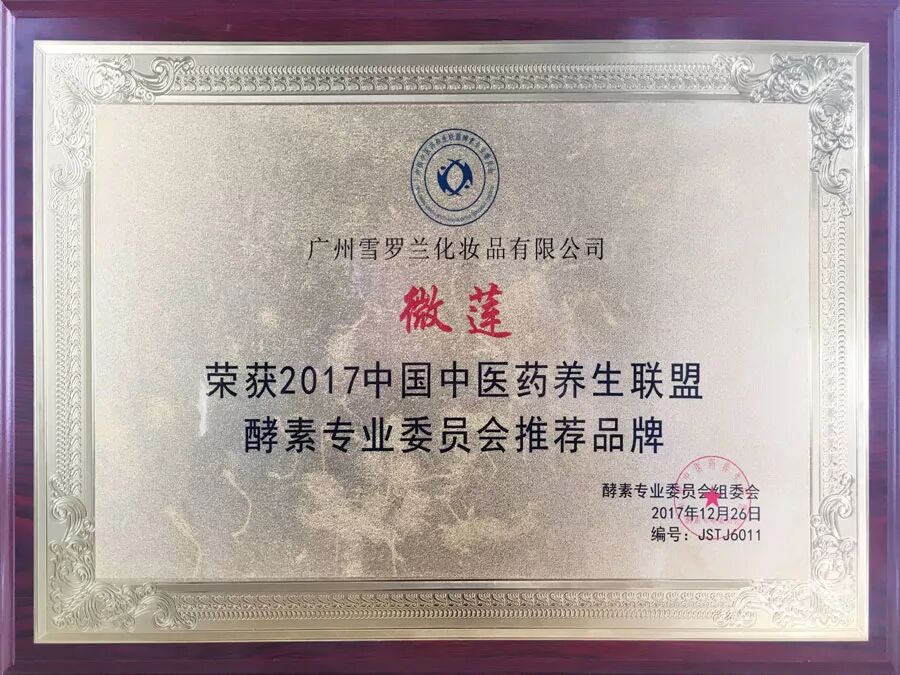 广州雪罗兰化妆品有限公司
微莲
荣获2017中国中医药养生联盟
酵素专业委员会推荐品牌
酵素专业委员会组委会
2017年12月26日
编号：JSTJ6011